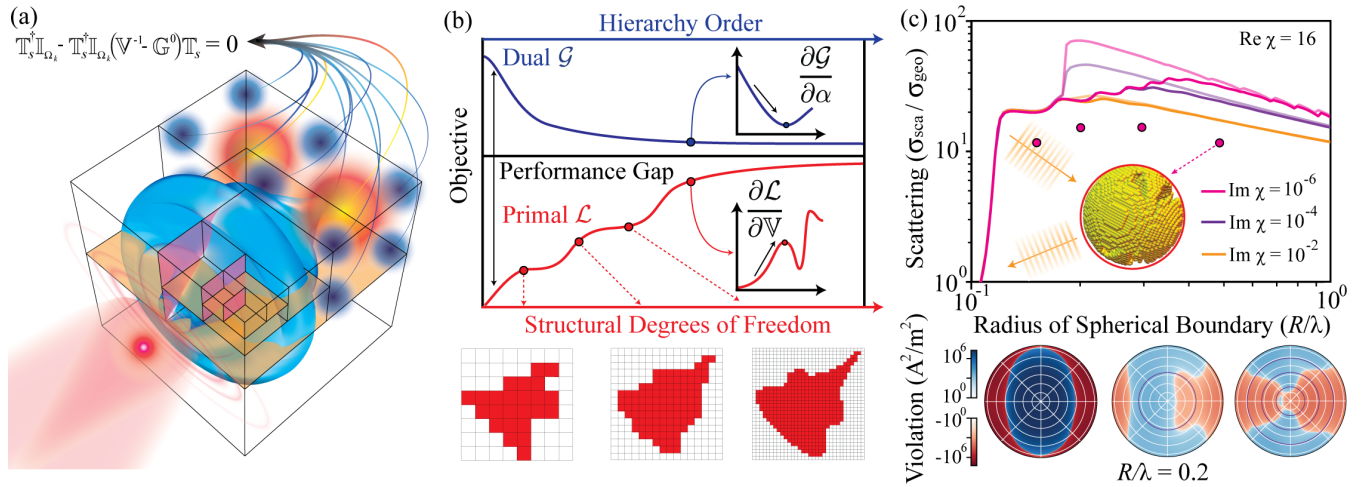 (a)
𝕋ₛ†𝕀_Ωₖ - 𝕋ₛ†𝕀_Ωₖ(𝕍⁻¹ - 𝔾⁰)𝕋ₛ = 0
(b)
Hierarchy Order
Dual 𝒢
∂𝒢
∂α
Objective
Performance Gap
Primal ℒ
∂ℒ
∂𝕍
Structural Degrees of Freedom
(c)
10²
Re χ = 16
Scattering (σsca / σgeo)
10¹
Im χ = 10⁻⁶
Im χ = 10⁻⁴
Im χ = 10⁻²
10⁰
10⁻¹
10⁰
Radius of Spherical Boundary (R/λ)
Violation (A²/m²)
10⁶
10⁰
-10⁰
-10⁶
R/λ = 0.2